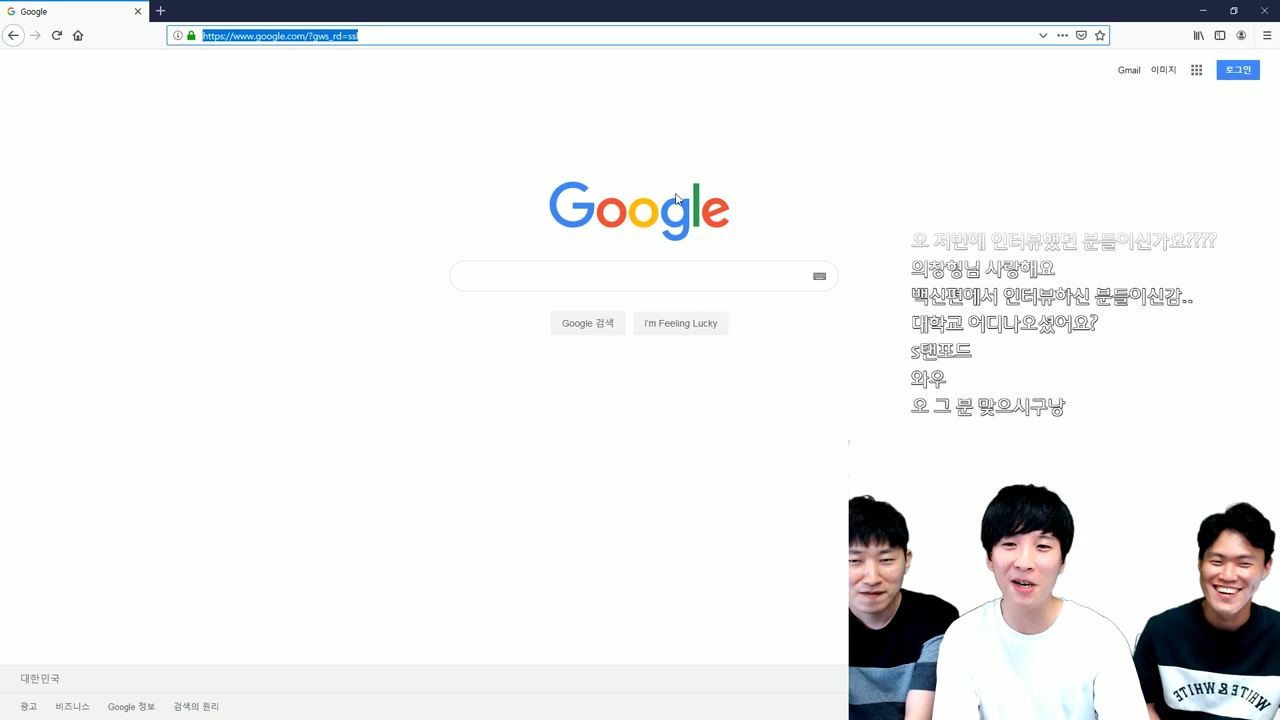 Google
https://www.google.com/?gws_rd=ssl
Gmail 이미지
로그인
Google
Google 검색
I'm Feeling Lucky
오 저번에 인터뷰했던 분들이신가요????
의창형님 사랑해요
백신편에서 인터뷰하신 분들이신감..
대학교 어디나오셨어요?
s탠포드
와우
오 그 분 맞으시구낭
WHITE&WHITE
대한민국
광고 비즈니스 Google 정보 검색의 원리